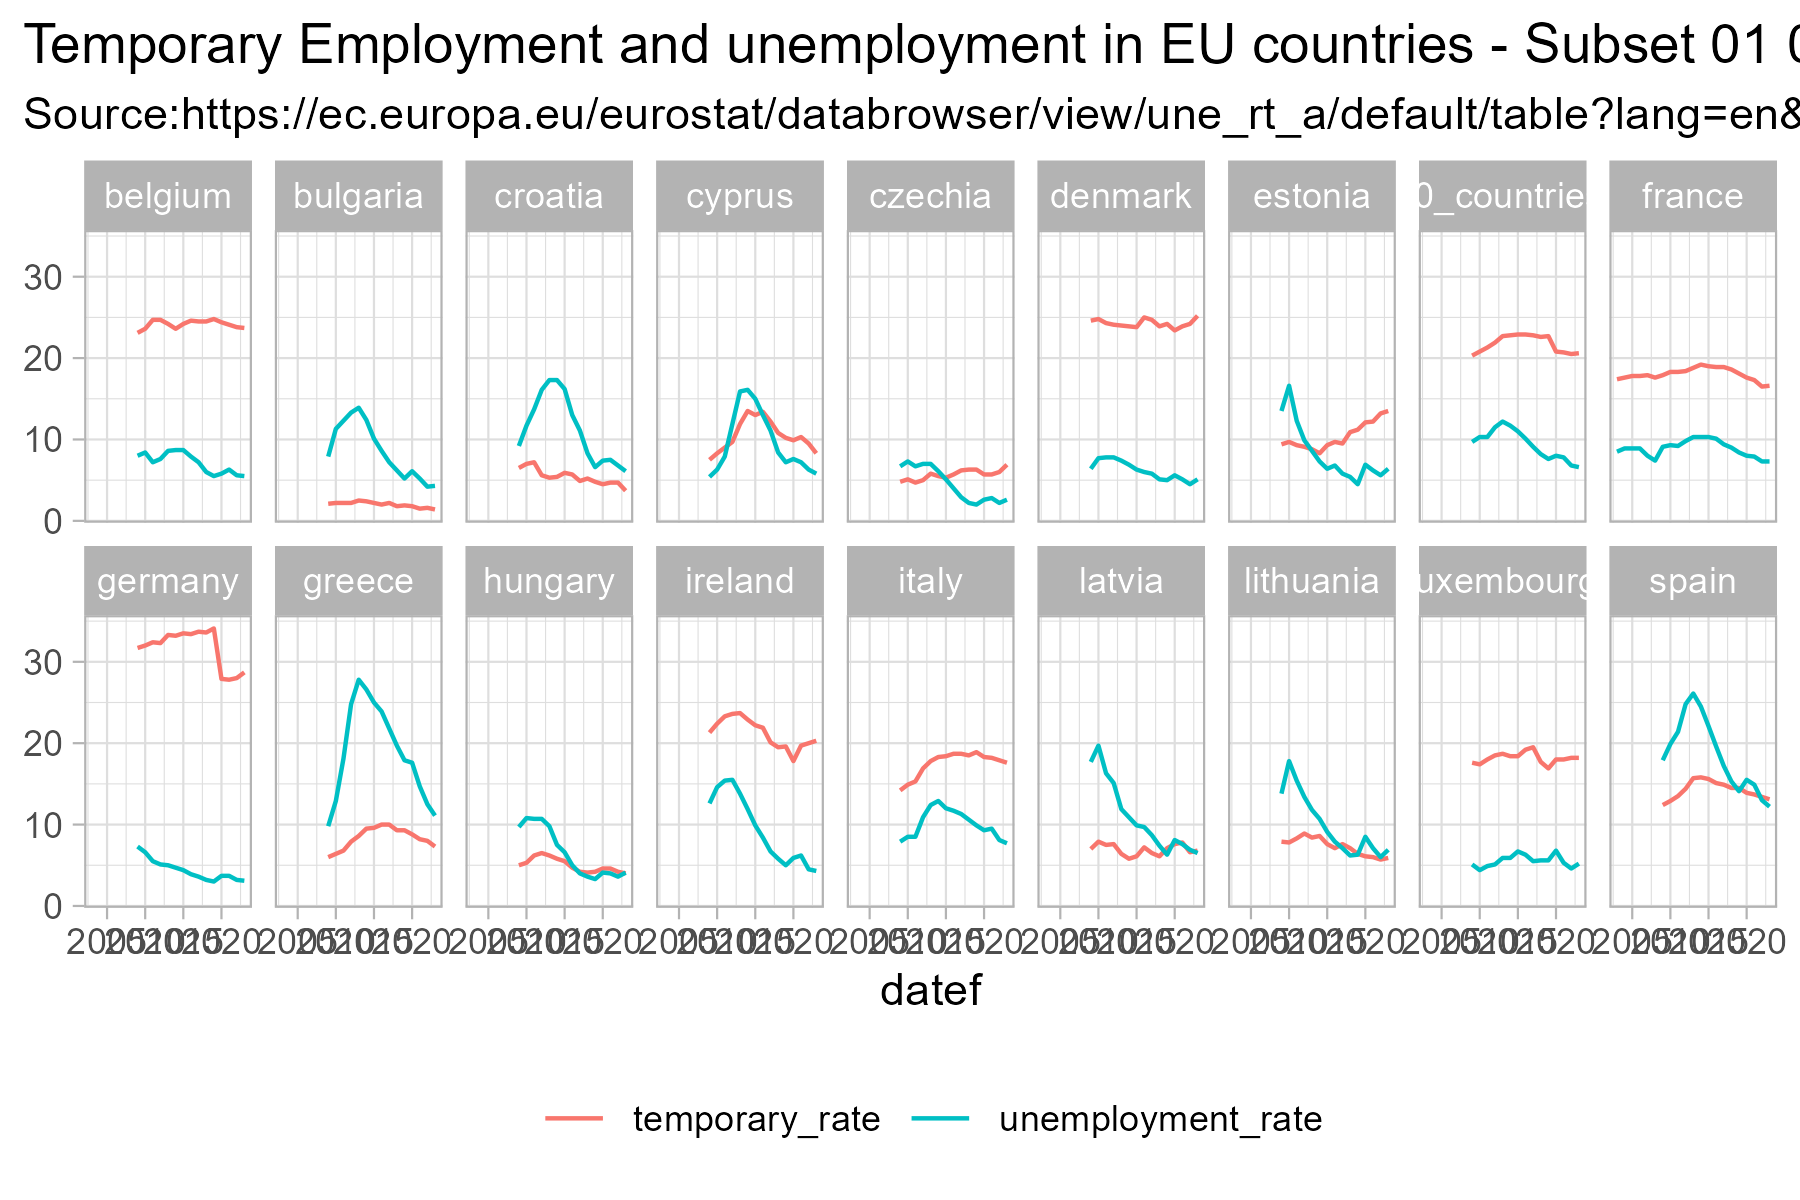 Temporary Employment and unemployment in EU countries - Subset 01
Source:https://ec.europa.eu/eurostat/databrowser/view/une_rt_a/default/table?lang=en&
belgium bulgaria croatia cyprus czechia denmark estonia 0_countrie france
30
20
10
0
germany greece hungary ireland italy latvia lithuania uxembourg spain
30
20
10
0
datef
temporary_rate unemployment_rate